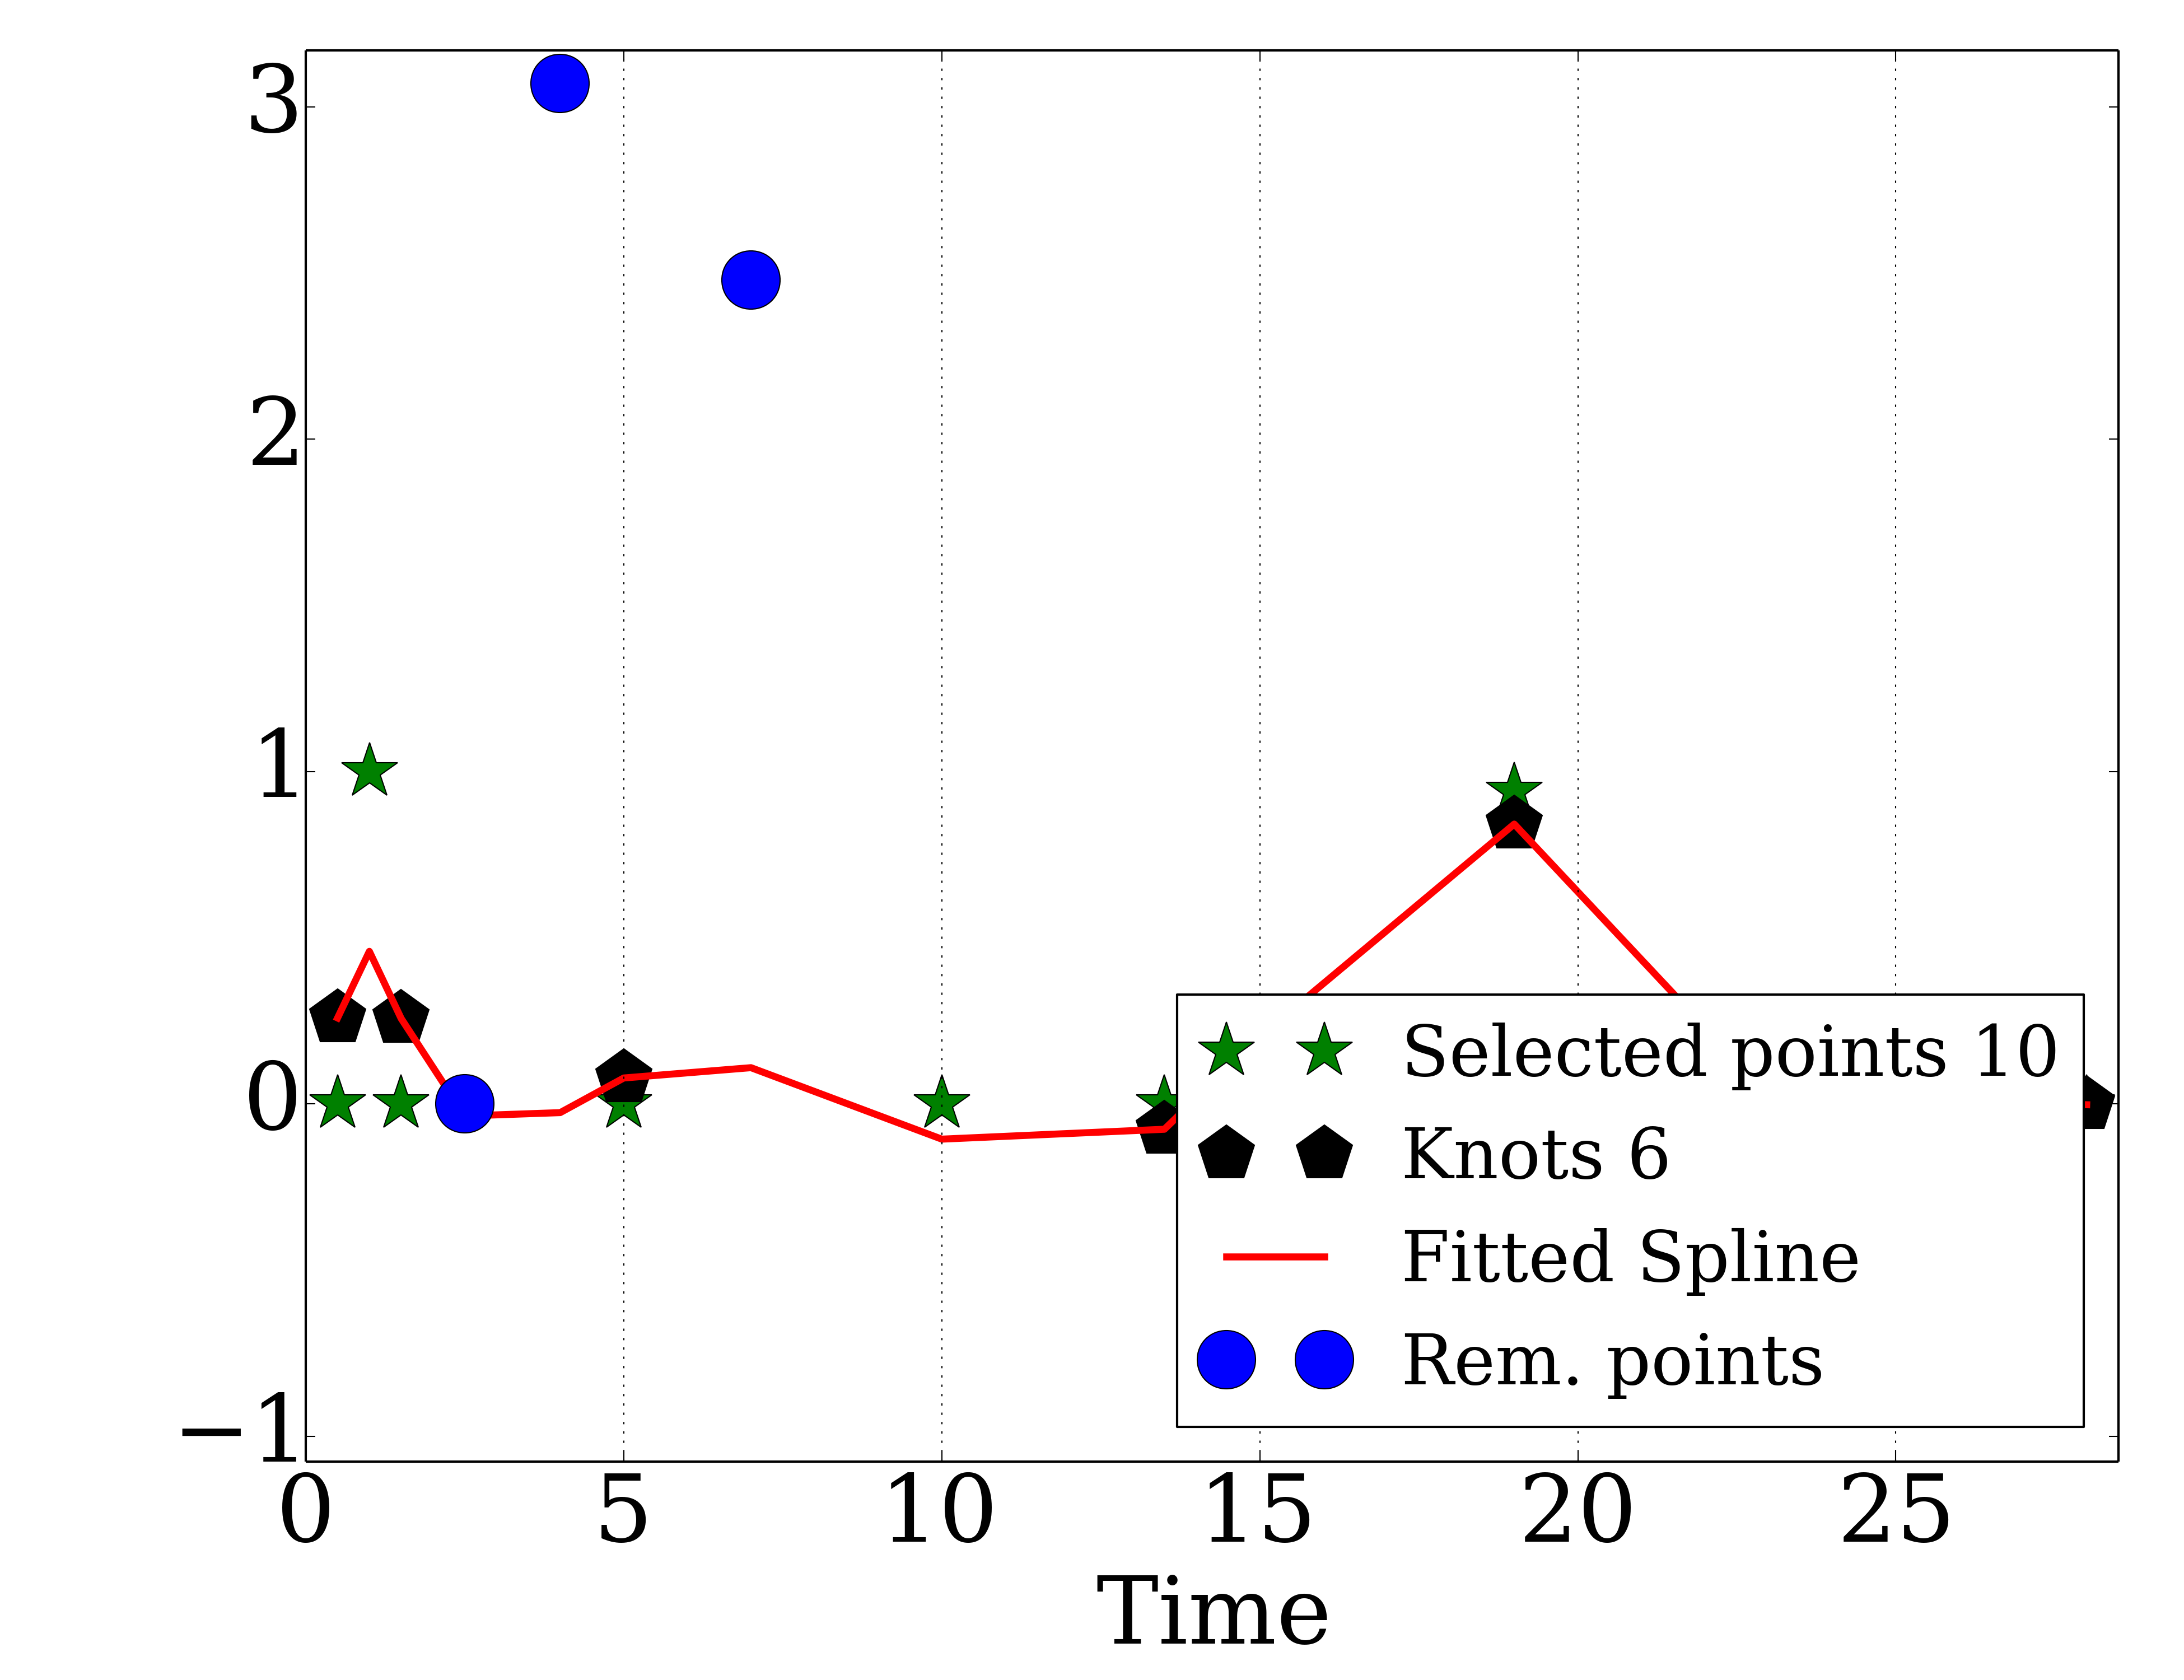 3
2
1
0
−1
Selected points 10
Knots 6
Fitted Spline
Rem. points
0 5 10 15 20 25
Time